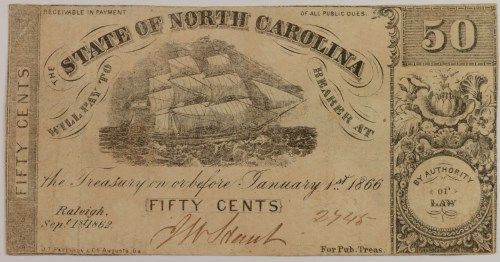 RECEIVABLE IN PAYMENT OF ALL PUBLIC DUES.
THE STATE OF NORTH CAROLINA
50
WILL PAY TO BEARER AT
FIFTY CENTS
the Treasury on or before January 1st 1866
BY AUTHORITY
OF
LAW
Raleigh,
Sept. 1st 1862.
FIFTY CENTS
2745
For Pub. Treas.